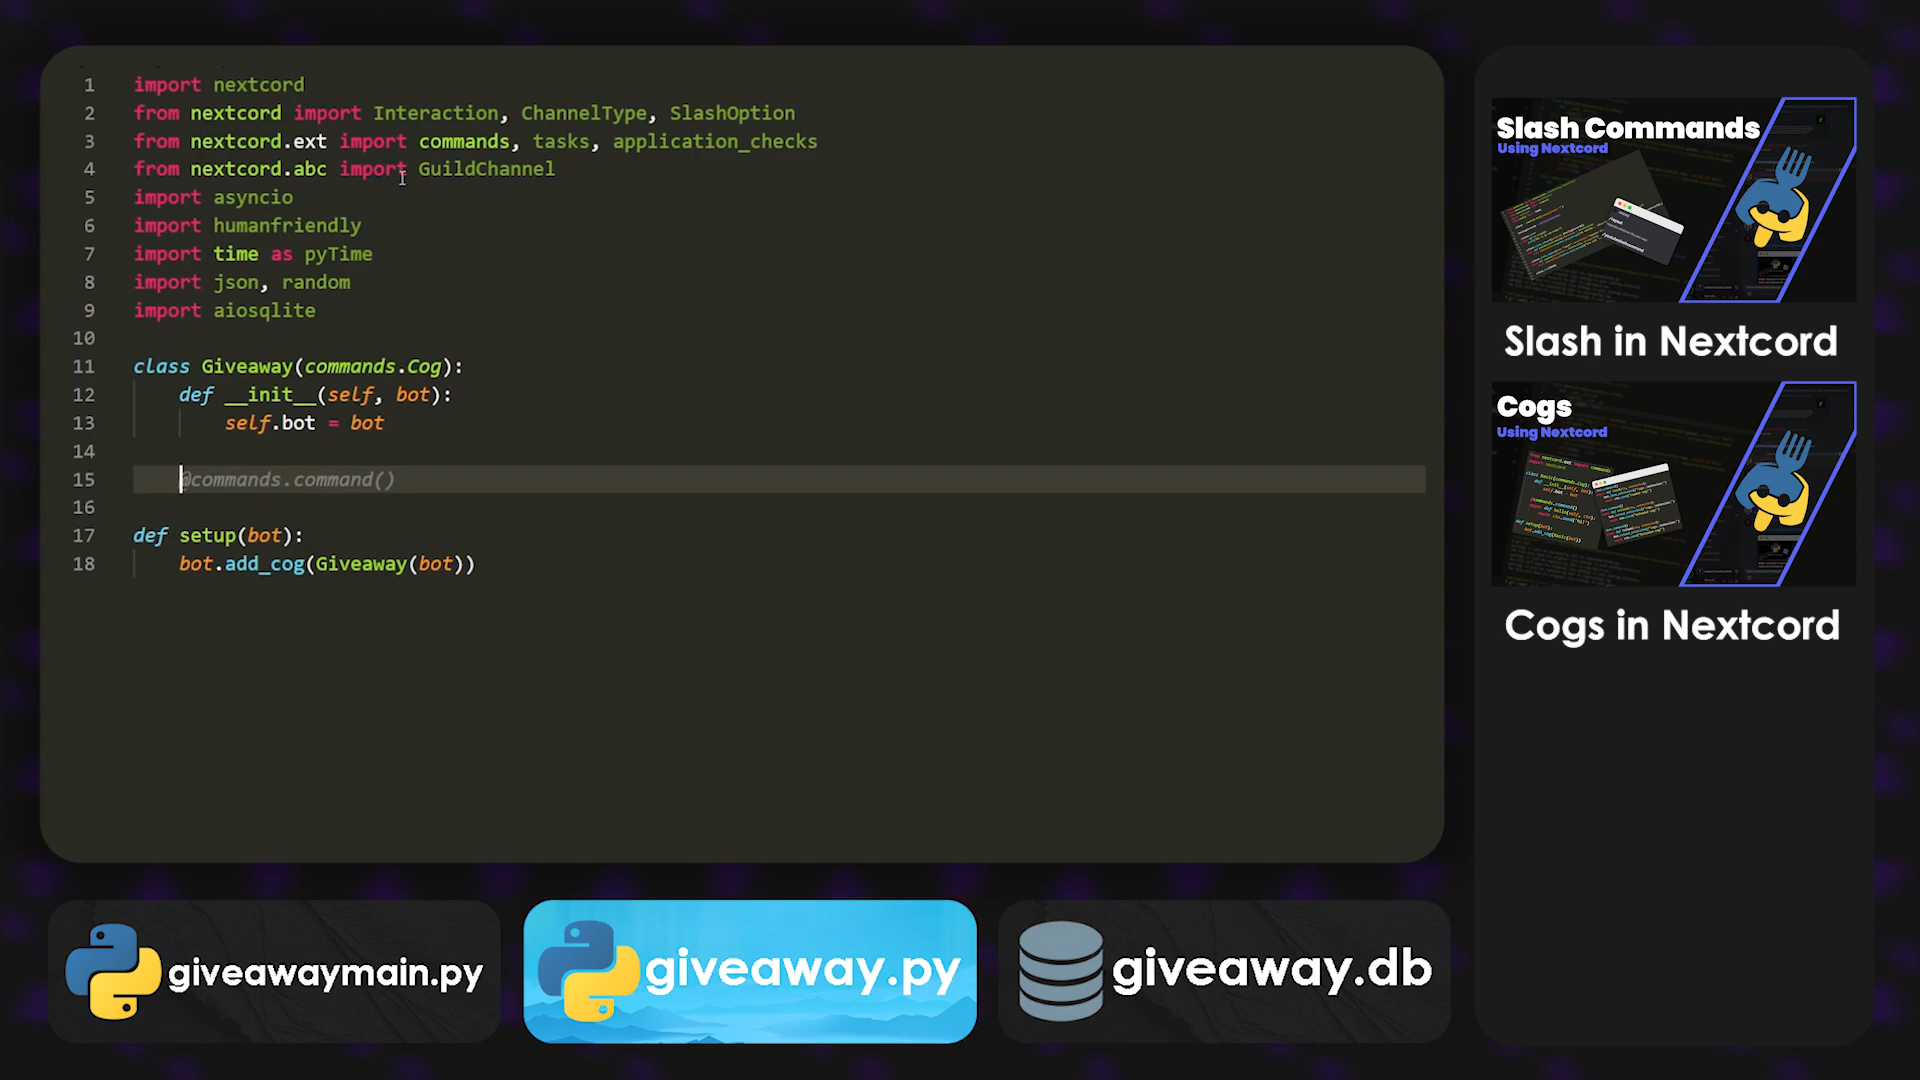 1 import nextcord
2 from nextcord import Interaction, ChannelType, SlashOption
3 from nextcord.ext import commands, tasks, application_checks
4 from nextcord.abc import GuildChannel
5 import asyncio
6 import humanfriendly
7 import time as pyTime
8 import json, random
9 import aiosqlite
10
11 class Giveaway(commands.Cog):
12     def __init__(self, bot):
13         self.bot = bot
14
15     @commands.command()
16
17 def setup(bot):
18     bot.add_cog(Giveaway(bot))
Slash Commands
Using Nextcord
Slash in Nextcord
Cogs
Using Nextcord
Cogs in Nextcord
giveawaymain.py
giveaway.py
giveaway.db